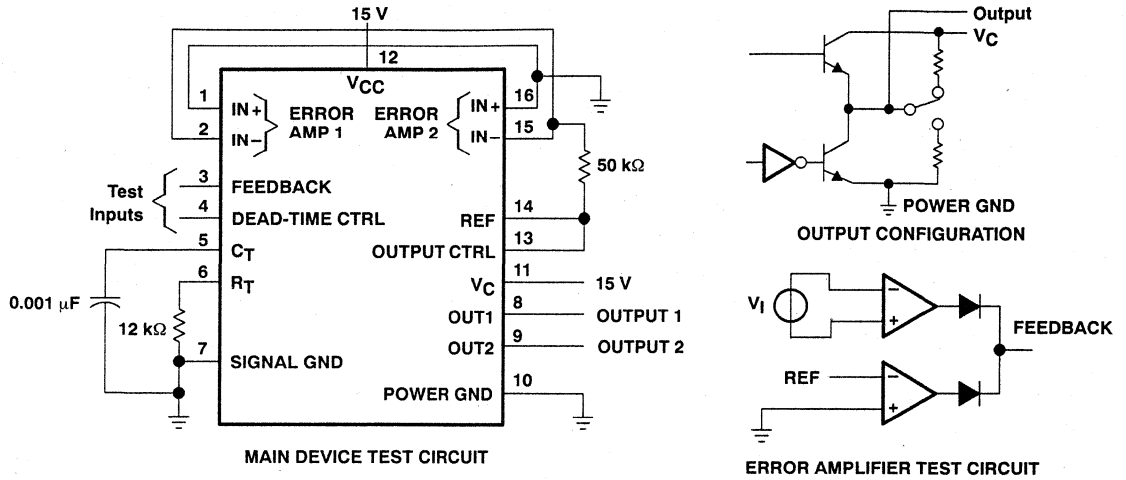 15 V
12
VCC
1
IN+
2
IN−
ERROR
AMP 1
ERROR
AMP 2
IN+
16
IN−
15
50 kΩ
Test
Inputs
3
FEEDBACK
4
DEAD-TIME CTRL
REF
14
5
CT
OUTPUT CTRL
13
6
RT
VC
11
15 V
0.001 μF
12 kΩ
OUT1
8
OUTPUT 1
OUT2
9
OUTPUT 2
7
SIGNAL GND
POWER GND
10
MAIN DEVICE TEST CIRCUIT
Output
VC
POWER GND
OUTPUT CONFIGURATION
VI
−
+
FEEDBACK
REF
−
+
ERROR AMPLIFIER TEST CIRCUIT